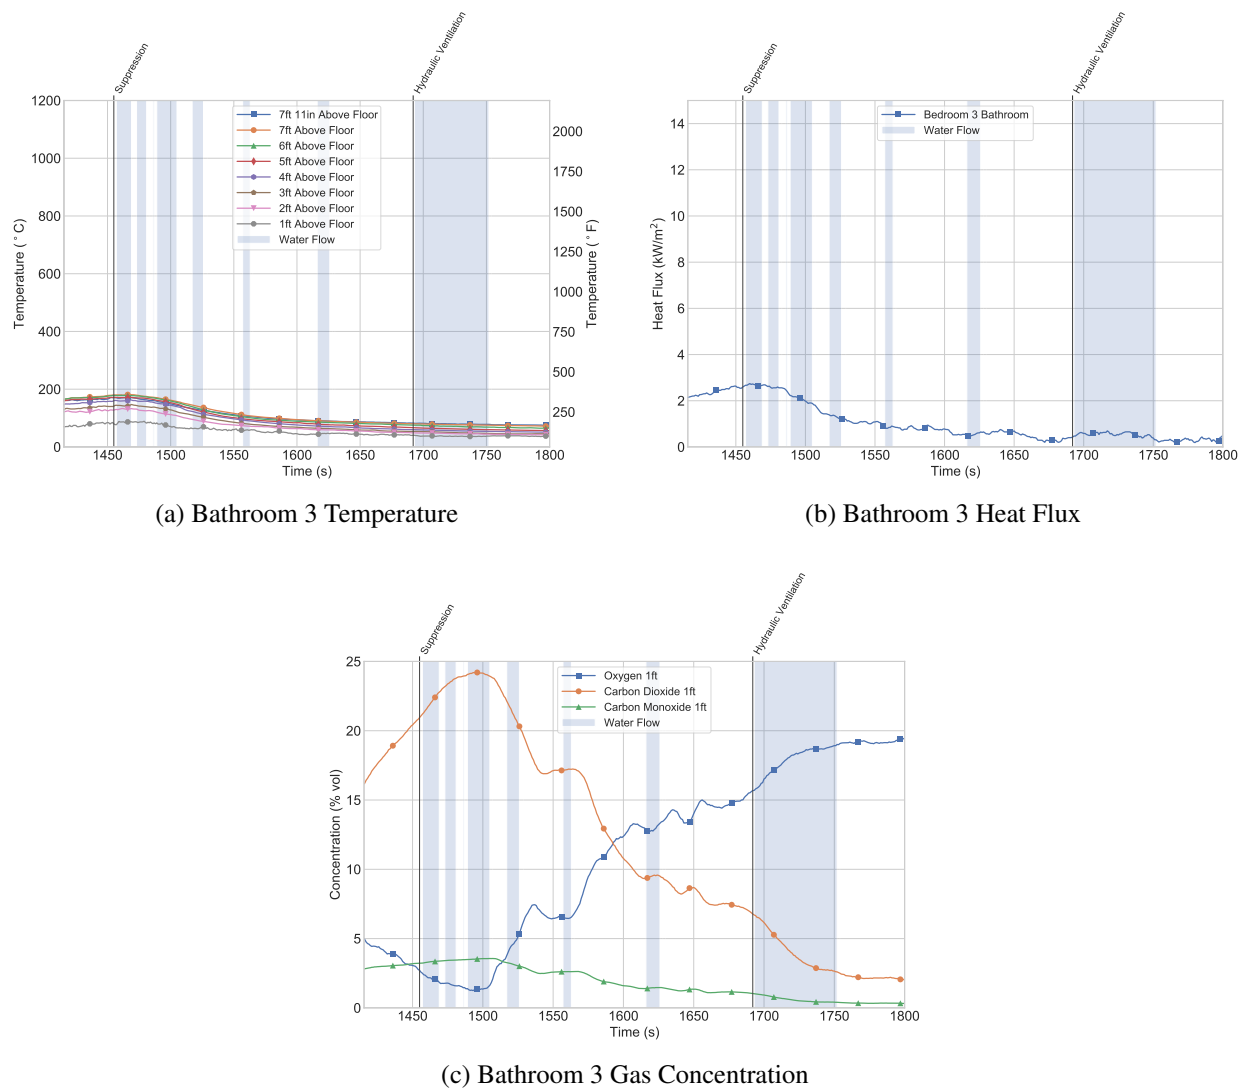 Suppression
Hydraulic Ventilation
1200
1000
800
600
400
200
0
Temperature (°C)
2000
1750
1500
1250
1000
750
500
250
Temperature (°F)
7ft 11in Above Floor
7ft Above Floor
6ft Above Floor
5ft Above Floor
4ft Above Floor
3ft Above Floor
2ft Above Floor
1ft Above Floor
Water Flow
1450 1500 1550 1600 1650 1700 1750 1800
Time (s)
(a) Bathroom 3 Temperature
Suppression
Hydraulic Ventilation
14
12
10
8
6
4
2
0
Heat Flux (kW/m²)
Bedroom 3 Bathroom
Water Flow
1450 1500 1550 1600 1650 1700 1750 1800
Time (s)
(b) Bathroom 3 Heat Flux
Suppression
Hydraulic Ventilation
25
20
15
10
5
0
Concentration (% vol)
Oxygen 1ft
Carbon Dioxide 1ft
Carbon Monoxide 1ft
Water Flow
1450 1500 1550 1600 1650 1700 1750 1800
Time (s)
(c) Bathroom 3 Gas Concentration